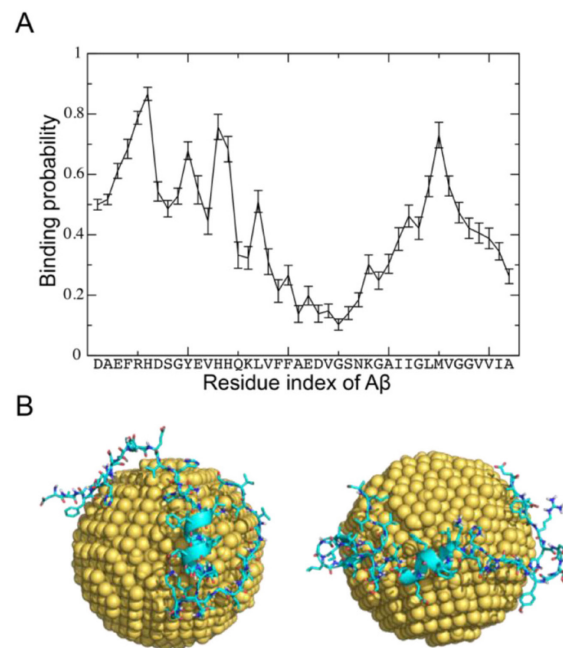 A
1
0.8
0.6
0.4
0.2
0
Binding probability
DAEFRHDSGYEVHHQKLVFFAEDVGSNKGAIIGLMVGGVVIA
Residue index of Aβ
B